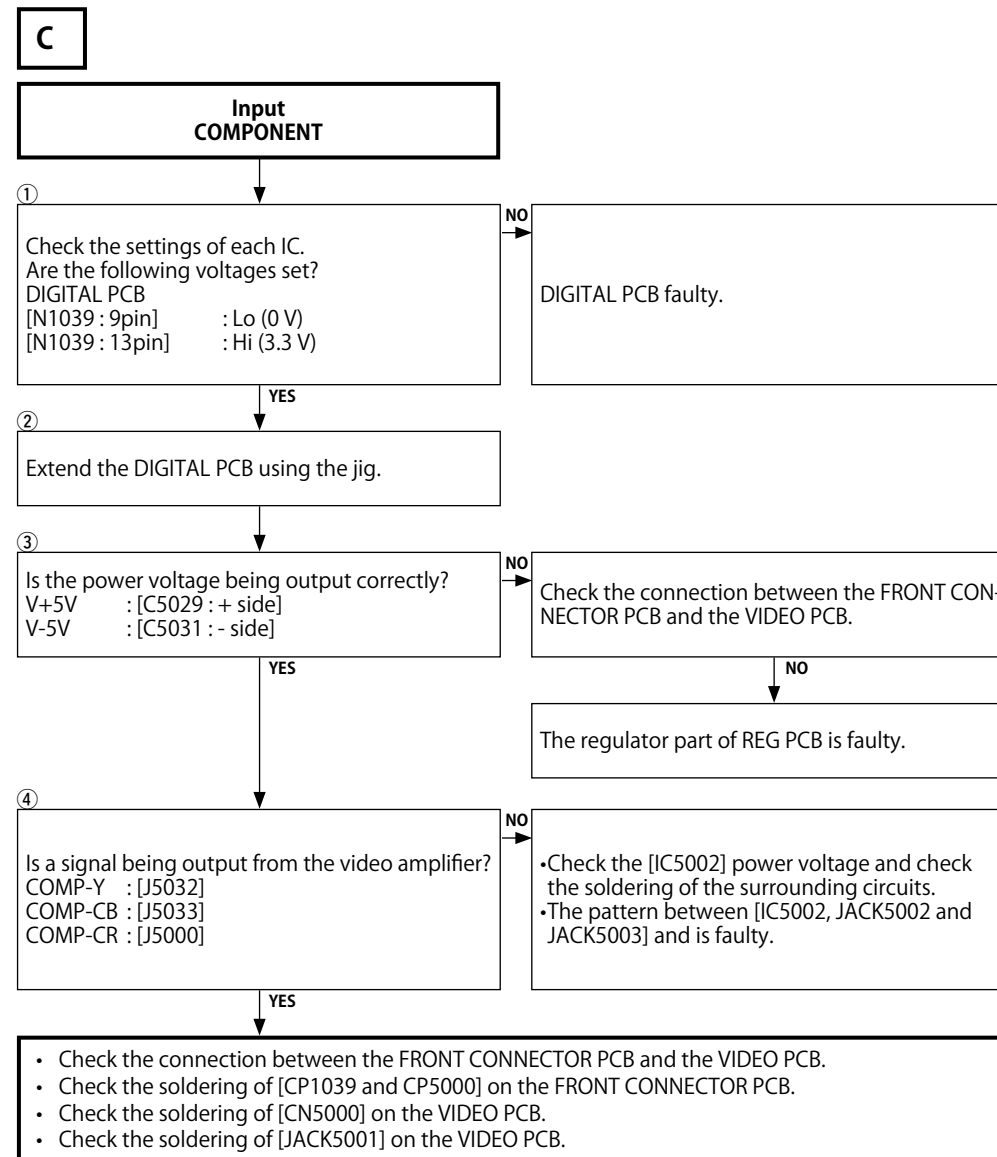 C
Input
COMPONENT
①
Check the settings of each IC.
Are the following voltages set?
DIGITAL PCB
[N1039 : 9pin] : Lo (0 V)
[N1039 : 13pin] : Hi (3.3 V)
NO
DIGITAL PCB faulty.
YES
②
Extend the DIGITAL PCB using the jig.
③
Is the power voltage being output correctly?
V+5V : [C5029 : + side]
V-5V : [C5031 : - side]
NO
Check the connection between the FRONT CON-
NECTOR PCB and the VIDEO PCB.
YES
NO
The regulator part of REG PCB is faulty.
④
Is a signal being output from the video amplifier?
COMP-Y : [J5032]
COMP-CB : [J5033]
COMP-CR : [J5000]
NO
•Check the [IC5002] power voltage and check
the soldering of the surrounding circuits.
•The pattern between [IC5002, JACK5002 and
JACK5003] and is faulty.
YES
• Check the connection between the FRONT CONNECTOR PCB and the VIDEO PCB.
• Check the soldering of [CP1039 and CP5000] on the FRONT CONNECTOR PCB.
• Check the soldering of [CN5000] on the VIDEO PCB.
• Check the soldering of [JACK5001] on the VIDEO PCB.